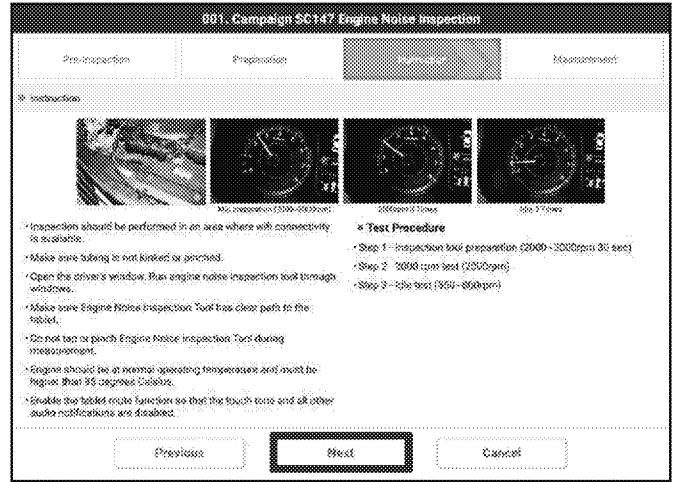 001. Campaign SC147 Engine Noise Inspection
Pre-Inspection
Preparation
Instruction
Measurement
Instruction
2000rpm 3 Times
Idle 3 Times
• Inspection should be performed in an area where wifi connectivity
is available.
• Make sure tubing is not kinked or pinched.
• Open the driver's window. Run engine noise inspection tool through
windows.
• Make sure Engine Noise Inspection Tool has clear path to the
tablet.
• Do not tap or pinch Engine Noise Inspection Tool during
measurement.
• Engine should be at normal operating temperature and must be
higher than 85 degrees Celsius.
• Enable the tablet mute function so that the touch tone and all other
audio notifications are disabled.
* Test Procedure
• Step 1 - Inspection tool preparation (2000~3000rpm 30 sec)
• Step 2 - 2000 rpm test (2000rpm)
• Step 3 - Idle test (550~800rpm)
Previous
Next
Cancel